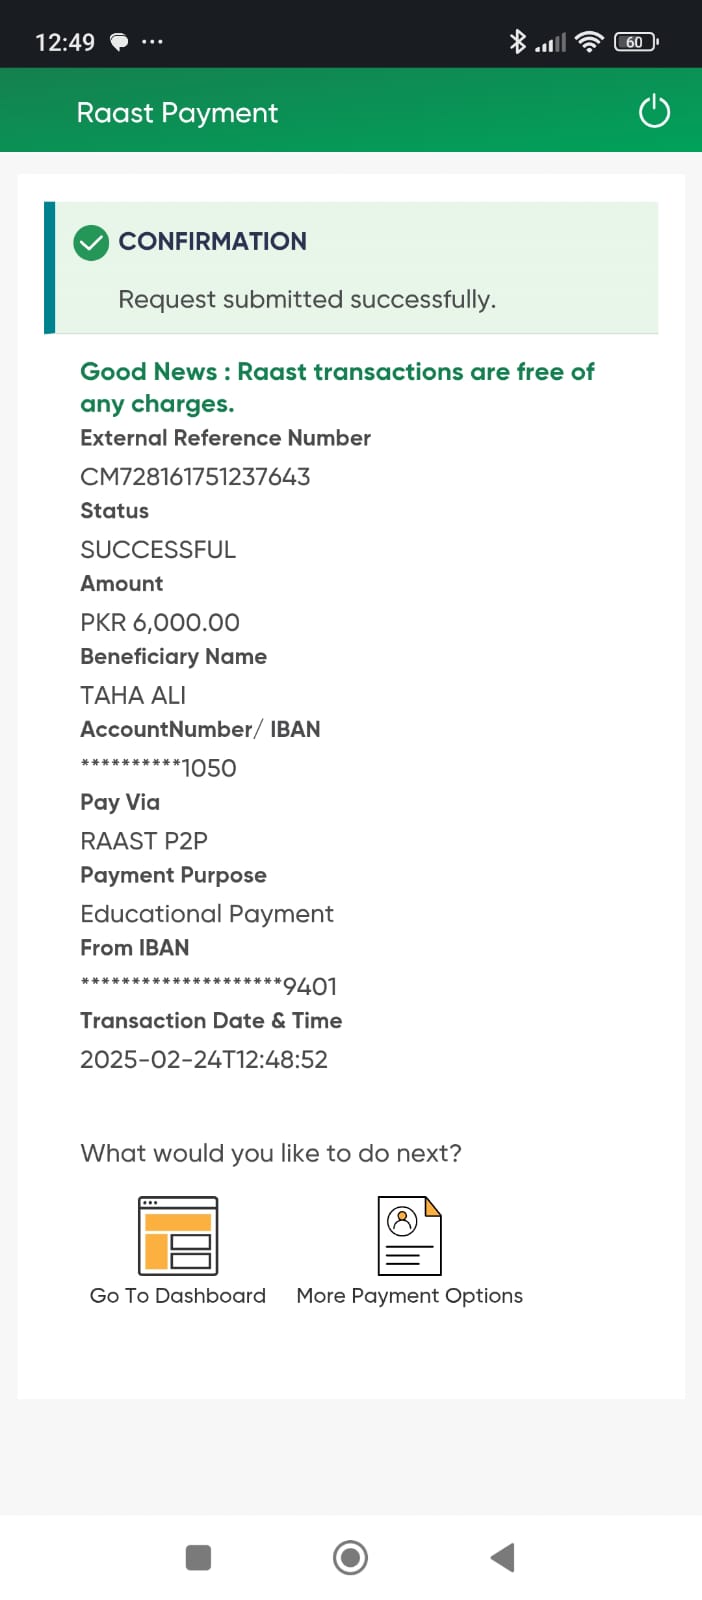 12:49
60
Raast Payment
CONFIRMATION
Request submitted successfully.
Good News : Raast transactions are free of
any charges.
External Reference Number
CM728161751237643
Status
SUCCESSFUL
Amount
PKR 6,000.00
Beneficiary Name
TAHA ALI
AccountNumber/ IBAN
**********1050
Pay Via
RAAST P2P
Payment Purpose
Educational Payment
From IBAN
********************9401
Transaction Date & Time
2025-02-24T12:48:52
What would you like to do next?
Go To Dashboard
More Payment Options